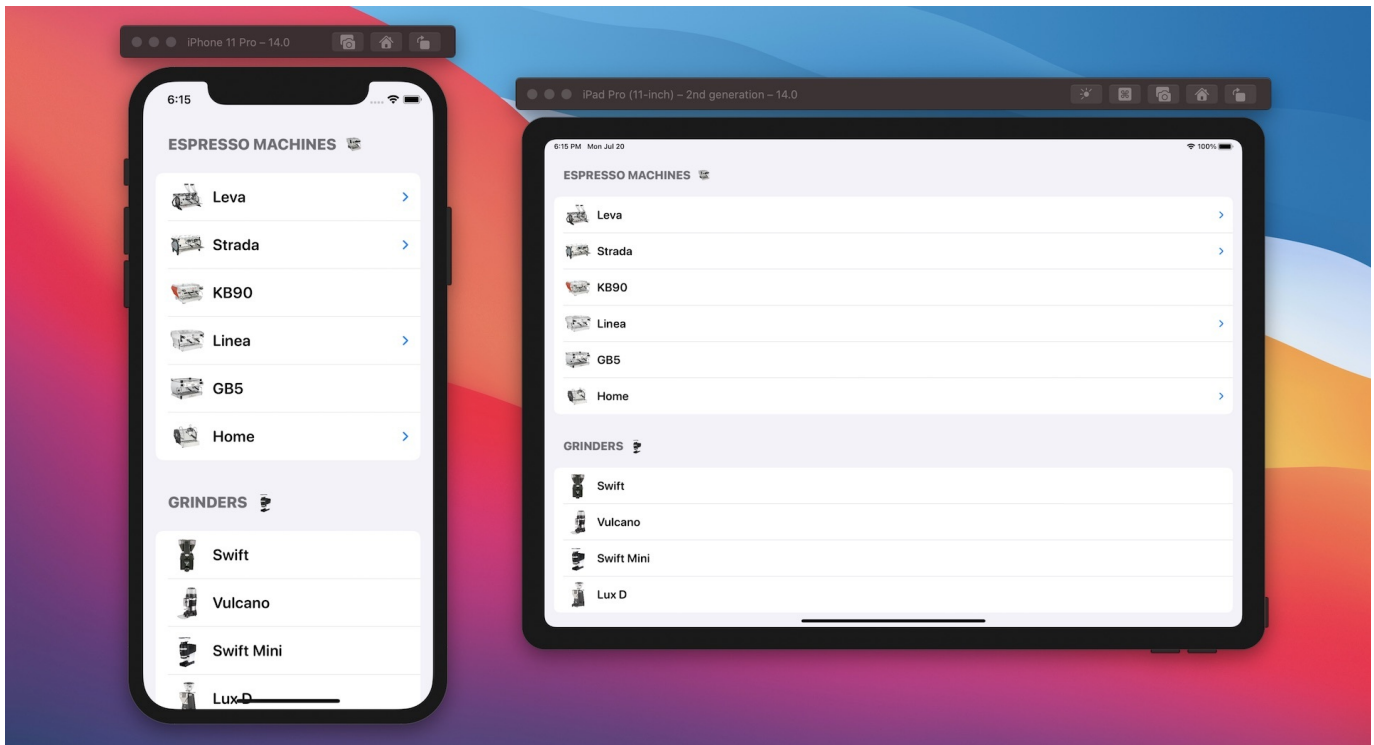 iPhone 11 Pro – 14.0
6:15
ESPRESSO MACHINES
Leva
Strada
KB90
Linea
GB5
Home
GRINDERS
Swift
Vulcano
Swift Mini
Lux D
iPad Pro (11-inch) – 2nd generation – 14.0
6:15 PM Mon Jul 20
100%
ESPRESSO MACHINES
Leva
Strada
KB90
Linea
GB5
Home
GRINDERS
Swift
Vulcano
Swift Mini
Lux D